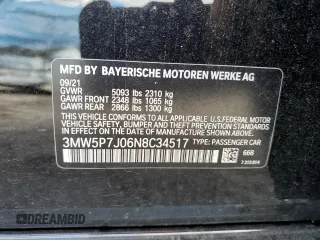 MFD BY BAYERISCHE MOTOREN WERKE AG
09/21
GVWR 5093 lbs 2310 kg
GAWR FRONT 2348 lbs 1065 kg
GAWR REAR 2866 lbs 1300 kg
THIS VEHICLE CONFORMS TO ALL APPLICABLE
FEDERAL MOTOR VEHICLE SAFETY, BUMPER, AND
THEFT PREVENTION STANDARDS IN EFFECT ON THE
DATE OF MANUFACTURE SHOWN ABOVE.
3MW5P7J06N8C34517 TYPE: PASSENGER CAR
668
DREAMBID